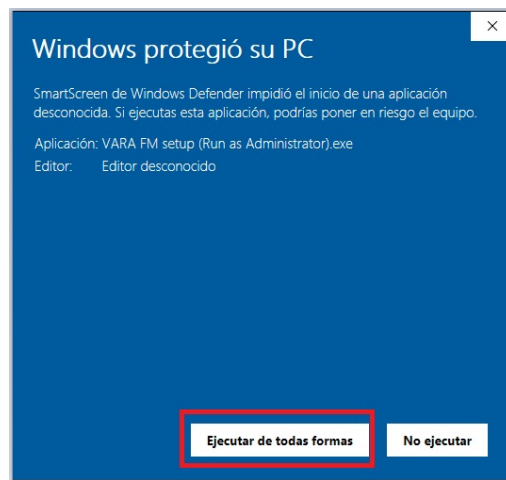 Windows protegió su PC
SmartScreen de Windows Defender impidió el inicio de una aplicación
desconocida. Si ejecutas esta aplicación, podrías poner en riesgo el equipo.
Aplicación: VARA FM setup (Run as Administrator).exe
Editor: Editor desconocido
Ejecutar de todas formas No ejecutar